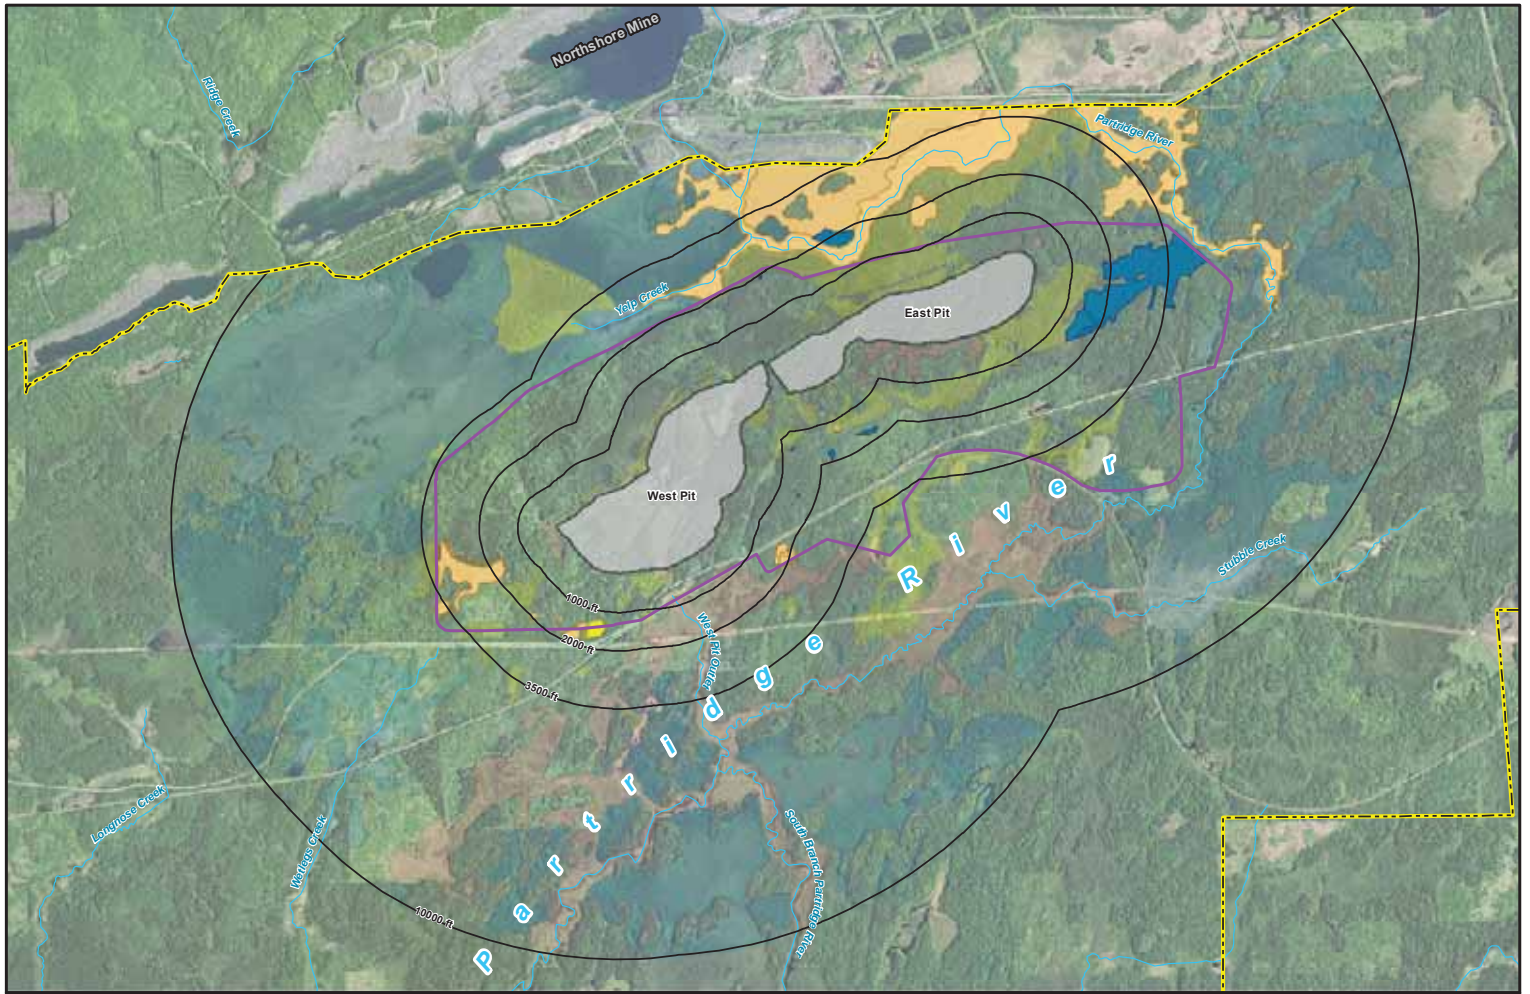 Northshore Mine
Ridge Creek
Partridge River
Yelp Creek
East Pit
West Pit
Stubble Creek
1000 ft
2000 ft
3500 ft
West Pit Outlet
Partridge River
Longnose Creek
Wetlegs Creek
South Branch Partridge River
10000 ft